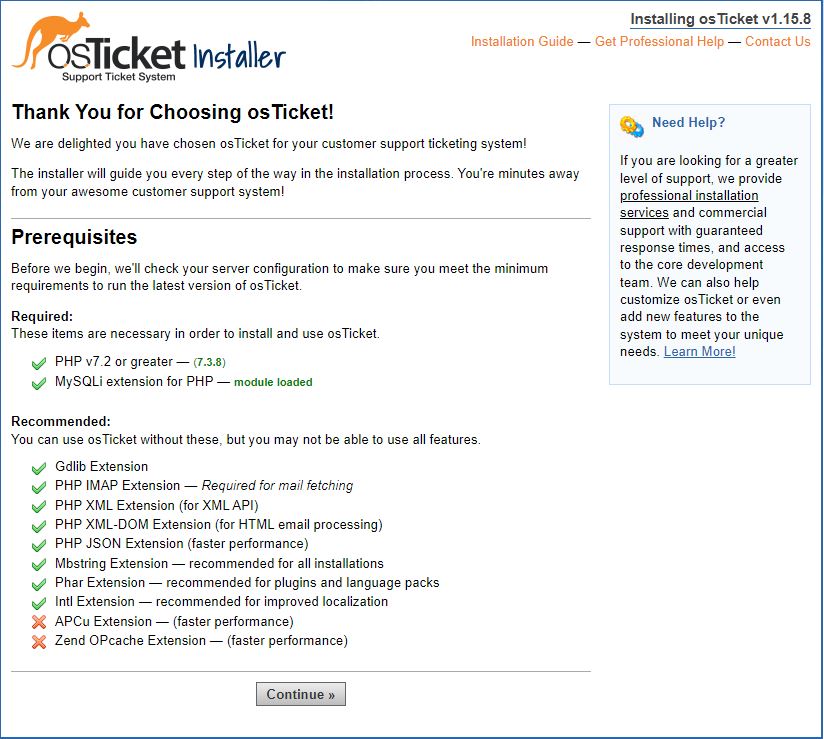 osTicket Installer
Support Ticket System
Installing osTicket v1.15.8
Installation Guide — Get Professional Help — Contact Us
Thank You for Choosing osTicket!
We are delighted you have chosen osTicket for your customer support ticketing system!
The installer will guide you every step of the way in the installation process. You're minutes away
from your awesome customer support system!
Prerequisites
Before we begin, we'll check your server configuration to make sure you meet the minimum
requirements to run the latest version of osTicket.
Required:
These items are necessary in order to install and use osTicket.
PHP v7.2 or greater — (7.3.8)
MySQLi extension for PHP — module loaded
Recommended:
You can use osTicket without these, but you may not be able to use all features.
Gdlib Extension
PHP IMAP Extension — Required for mail fetching
PHP XML Extension (for XML API)
PHP XML-DOM Extension (for HTML email processing)
PHP JSON Extension (faster performance)
Mbstring Extension — recommended for all installations
Phar Extension — recommended for plugins and language packs
Intl Extension — recommended for improved localization
APCu Extension — (faster performance)
Zend OPcache Extension — (faster performance)
Continue »
Need Help?
If you are looking for a greater
level of support, we provide
professional installation
services and commercial
support with guaranteed
response times, and access
to the core development
team. We can also help
customize osTicket or even
add new features to the
system to meet your unique
needs. Learn More!